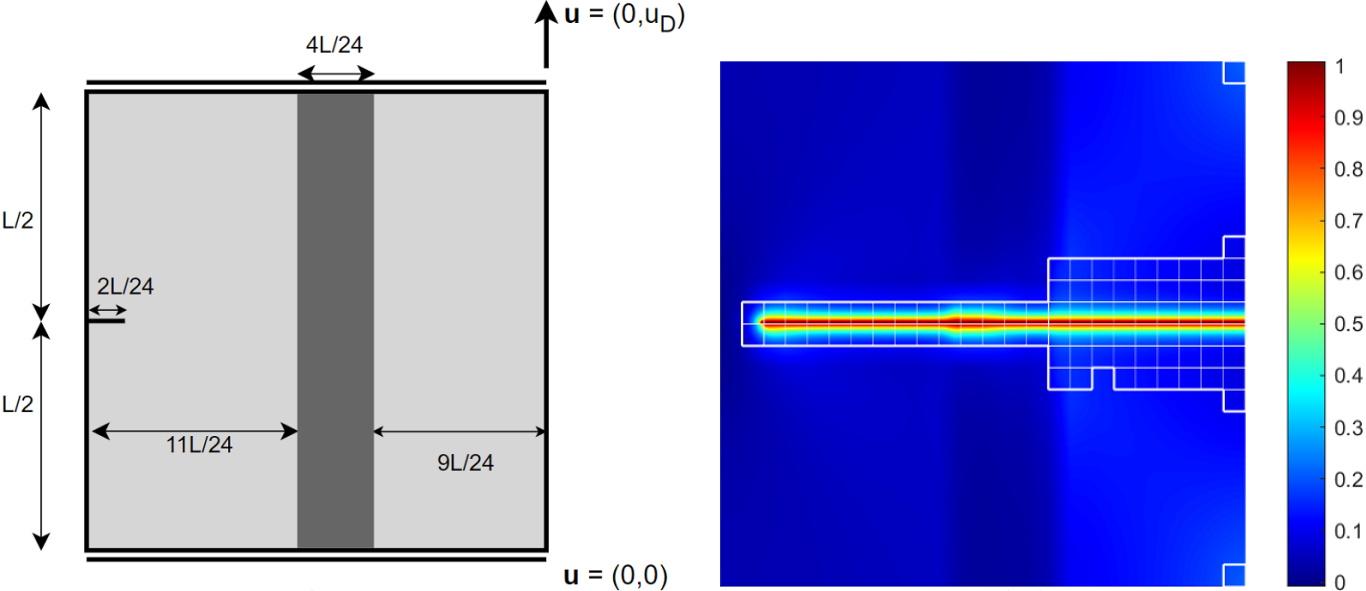 u = (0,u_D)
4L/24
L/2
2L/24
L/2
11L/24
9L/24
u = (0,0)
1
0.9
0.8
0.7
0.6
0.5
0.4
0.3
0.2
0.1
0